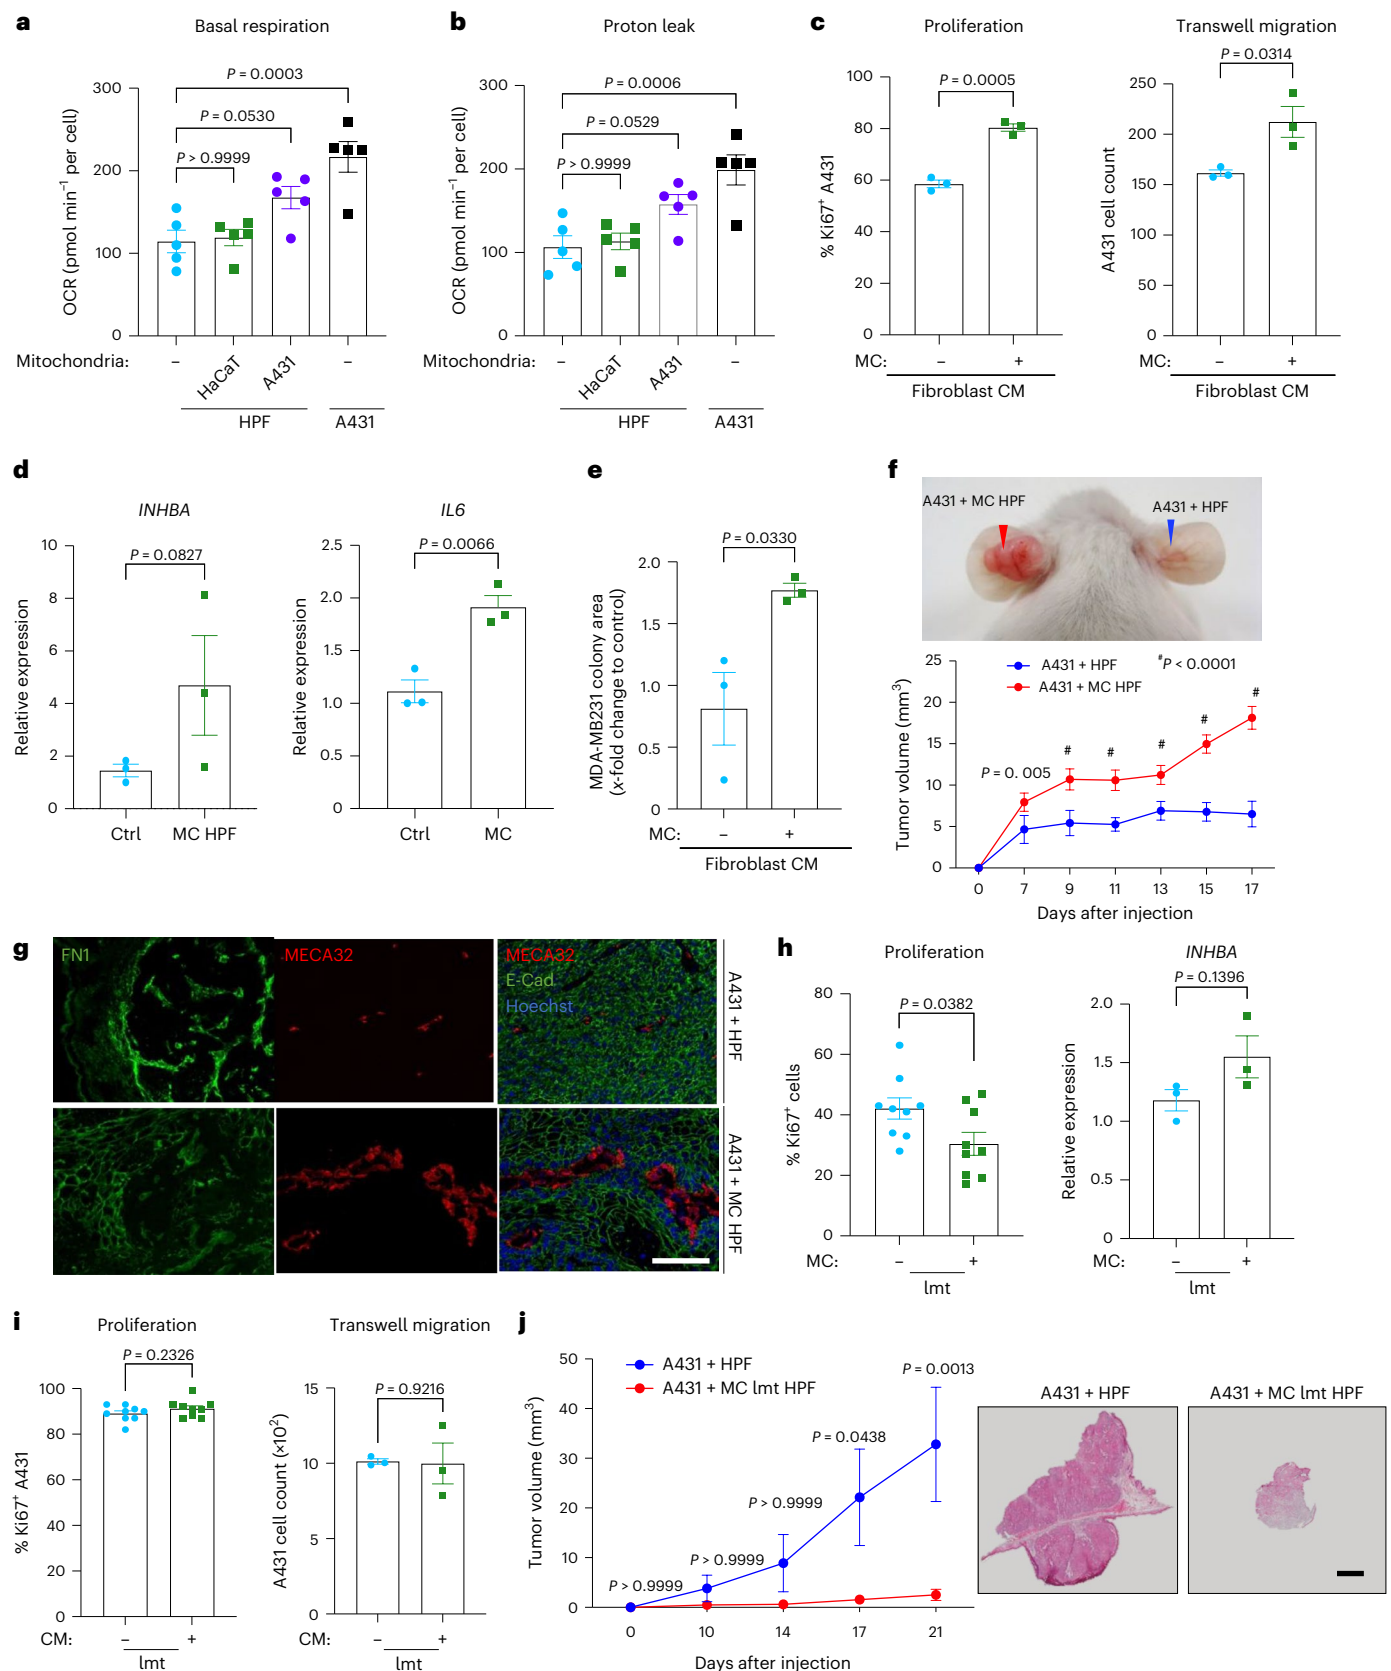 a
Basal respiration
P = 0.0003
P = 0.0530
P > 0.9999
OCR (pmol min⁻¹ per cell)
300
200
100
0
Mitochondria:
–
HaCaT
A431
–
HPF
A431
b
Proton leak
P = 0.0006
P = 0.0529
P > 0.9999
OCR (pmol min⁻¹ per cell)
300
200
100
0
Mitochondria:
–
HaCaT
A431
–
HPF
A431
c
Proliferation
P = 0.0005
% Ki67⁺ A431
100
80
60
40
20
0
MC:
–
+
Fibroblast CM
Transwell migration
P = 0.0314
A431 cell count
250
200
150
100
50
0
MC:
–
+
Fibroblast CM
d
INHBA
P = 0.0827
Relative expression
10
8
6
4
2
0
Ctrl
MC HPF
IL6
P = 0.0066
Relative expression
2.5
2.0
1.5
1.0
0.5
0
Ctrl
MC
e
P = 0.0330
MDA-MB231 colony area
(x-fold change to control)
2.0
1.5
1.0
0.5
0
MC:
–
+
Fibroblast CM
f
A431 + MC HPF
A431 + HPF
A431 + HPF
A431 + MC HPF
#P < 0.0001
Tumor volume (mm³)
25
20
15
10
5
0
P = 0. 005
#
#
#
#
#
0
7
9
11
13
15
17
Days after injection
g
FN1
MECA32
MECA32
E-Cad
Hoechst
A431 + HPF
A431 + MC HPF
h
Proliferation
P = 0.0382
% Ki67⁺ cells
80
60
40
20
0
MC:
–
+
lmt
INHBA
P = 0.1396
Relative expression
2.0
1.5
1.0
0.5
0
MC:
–
+
lmt
i
Proliferation
P = 0.2326
% Ki67⁺ A431
100
80
60
40
20
0
CM:
–
+
lmt
Transwell migration
P = 0.9216
A431 cell count (×10²)
15
10
5
0
CM:
–
+
lmt
j
A431 + HPF
A431 + MC lmt HPF
Tumor volume (mm³)
50
40
30
20
10
0
P > 0.9999
P > 0.9999
P > 0.9999
P = 0.0438
P = 0.0013
0
10
14
17
21
Days after injection
A431 + HPF
A431 + MC lmt HPF